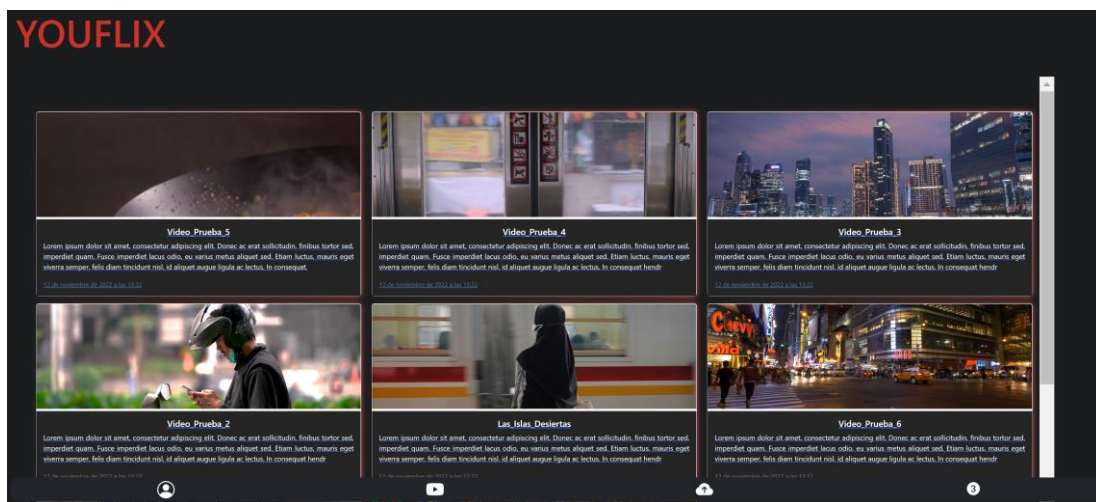 YOUFLIX
Video_Prueba_5
Lorem ipsum dolor sit amet, consectetur adipiscing elit. Donec ac erat sollicitudin, finibus tortor sed,
imperdiet quam. Fusce imperdiet lacus odio, eu varius metus aliquet sed. Etiam luctus, mauris eget
viverra semper, felis diam tincidunt nisl, id aliquet augue ligula ac lectus. In consequat.
12 de noviembre de 2022 a las 13:22
Video_Prueba_4
Lorem ipsum dolor sit amet, consectetur adipiscing elit. Donec ac erat sollicitudin, finibus tortor sed,
imperdiet quam. Fusce imperdiet lacus odio, eu varius metus aliquet sed. Etiam luctus, mauris eget
viverra semper, felis diam tincidunt nisl, id aliquet augue ligula ac lectus. In consequat hendr
12 de noviembre de 2022 a las 13:22
Video_Prueba_3
Lorem ipsum dolor sit amet, consectetur adipiscing elit. Donec ac erat sollicitudin, finibus tortor sed,
imperdiet quam. Fusce imperdiet lacus odio, eu varius metus aliquet sed. Etiam luctus, mauris eget
viverra semper, felis diam tincidunt nisl, id aliquet augue ligula ac lectus. In consequat hendr
12 de noviembre de 2022 a las 13:22
Video_Prueba_2
Lorem ipsum dolor sit amet, consectetur adipiscing elit. Donec ac erat sollicitudin, finibus tortor sed,
imperdiet quam. Fusce imperdiet lacus odio, eu varius metus aliquet sed. Etiam luctus, mauris eget
viverra semper, felis diam tincidunt nisl, id aliquet augue ligula ac lectus. In consequat hendr
Las_Islas_Desiertas
Lorem ipsum dolor sit amet, consectetur adipiscing elit. Donec ac erat sollicitudin, finibus tortor sed,
imperdiet quam. Fusce imperdiet lacus odio, eu varius metus aliquet sed. Etiam luctus, mauris eget
viverra semper, felis diam tincidunt nisl, id aliquet augue ligula ac lectus. In consequat hendr
Video_Prueba_6
Lorem ipsum dolor sit amet, consectetur adipiscing elit. Donec ac erat sollicitudin, finibus tortor sed,
imperdiet quam. Fusce imperdiet lacus odio, eu varius metus aliquet sed. Etiam luctus, mauris eget
viverra semper, felis diam tincidunt nisl, id aliquet augue ligula ac lectus. In consequat hendr
3